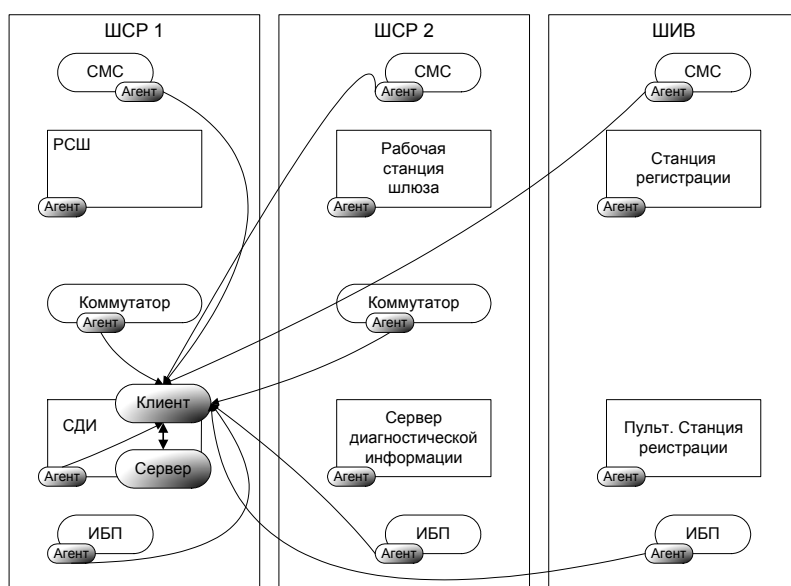 ШСР 1
ШСР 2
ШИВ
СМС
Агент
СМС
Агент
СМС
Агент
РСШ
Агент
Рабочая
станция
шлюза
Агент
Станция
регистрации
Агент
Коммутатор
Агент
Коммутатор
Агент
Клиент
СДИ
Сервер
Агент
Сервер
диагностической
информации
Агент
Пульт. Станция
реистрации
Агент
ИБП
Агент
ИБП
Агент
ИБП
Агент